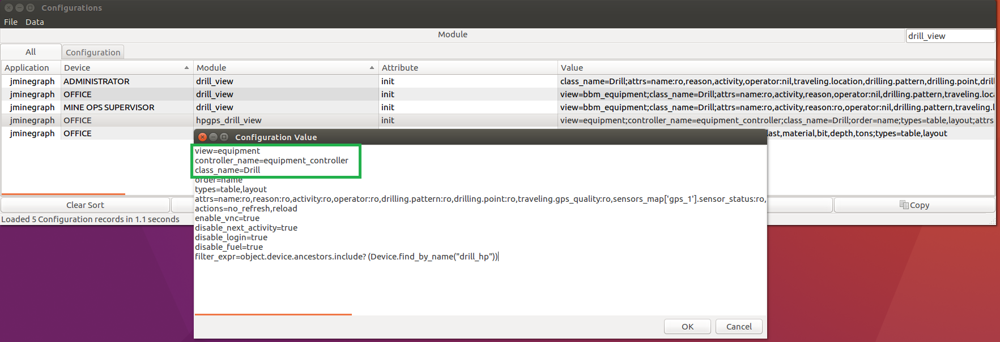 Configurations
File Data
Module drill_view
All Configuration
Application Device Module Attribute Value
jminegraph ADMINISTRATOR drill_view init class_name=Drill;attrs=name:ro,reason,activity,operator:nil,traveling.location,drilling.pattern,drilling.point,dril
jminegraph OFFICE drill_view init view=bbm_equipment;class_name=Drill;attrs=name:ro,activity,reason,operator:nil,drilling.pattern,traveling.loca
jminegraph MINE OPS SUPERVISOR drill_view init view=bbm_equipment;class_name=Drill;attrs=name:ro,activity,reason:ro,operator:nil,drilling.pattern,traveling.l
jminegraph OFFICE hpgps_drill_view init view=equipment;controller_name=equipment_controller;class_name=Drill;order=name;types=table,layout;attrs
jminegraph OFFICE last,material,bit,depth,tons;types=table,layout
Configuration Value
view=equipment
controller_name=equipment_controller
class_name=Drill
order=name
types=table,layout
attrs=name:ro,reason:ro,activity:ro,operator:ro,drilling.pattern:ro,drilling.point:ro,traveling.gps_quality:ro,sensors_map['gps_1'].sensor_status:ro,
actions=no_refresh,reload
enable_vnc=true
disable_next_activity=true
disable_login=true
disable_fuel=true
filter_expr=object.device.ancestors.include? (Device.find_by_name("drill_hp"))
OK Cancel
Clear Sort Copy
Loaded 5 Configuration records in 1.1 seconds